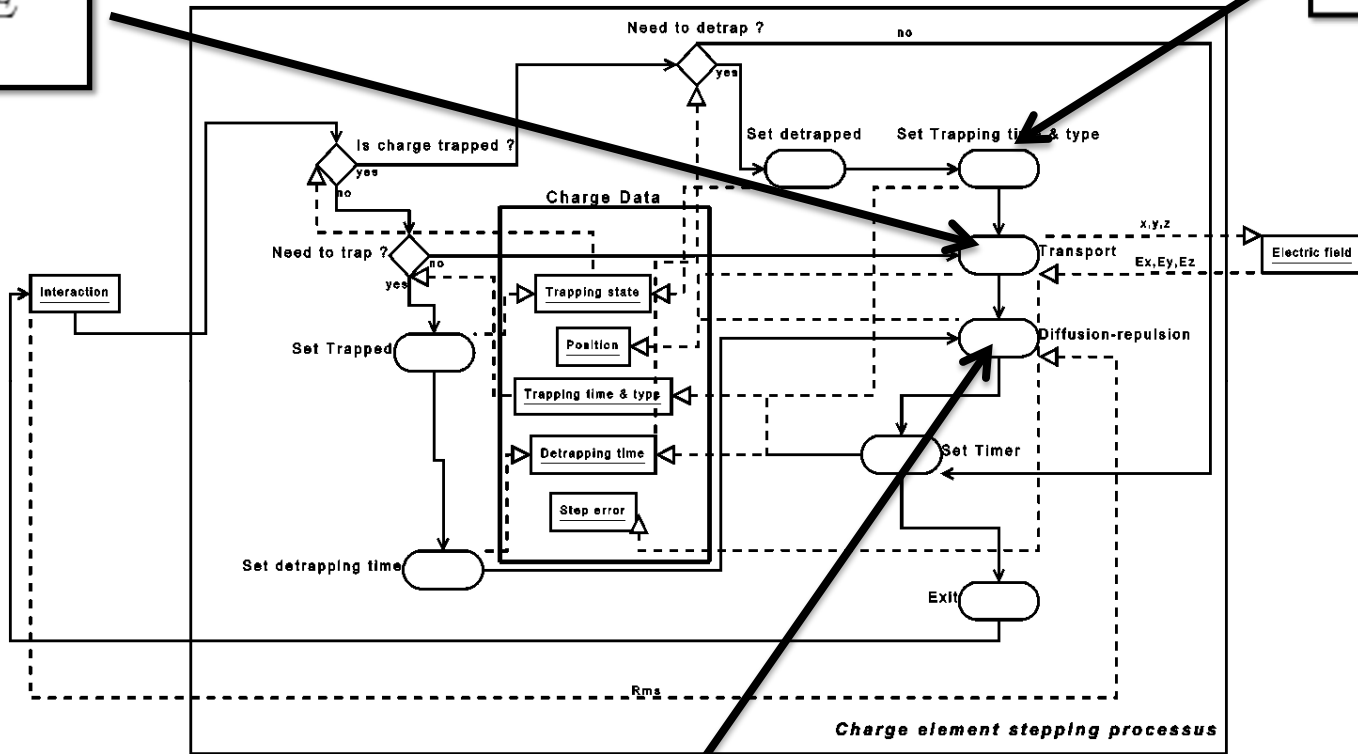 E
Need to detrap ?
no
yes
Set detrapped
Set Trapping time & type
Is charge trapped ?
yes
no
Charge Data
Need to trap ?
no
yes
x,y,z
Transport
Ex,Ey,Ez
Electric field
Interaction
Trapping state
Position
Diffusion-repulsion
Set Trapped
Trapping time & type
Detrapping time
Set Timer
Step error
Set detrapping time
Exit
Rms
Charge element stepping processus